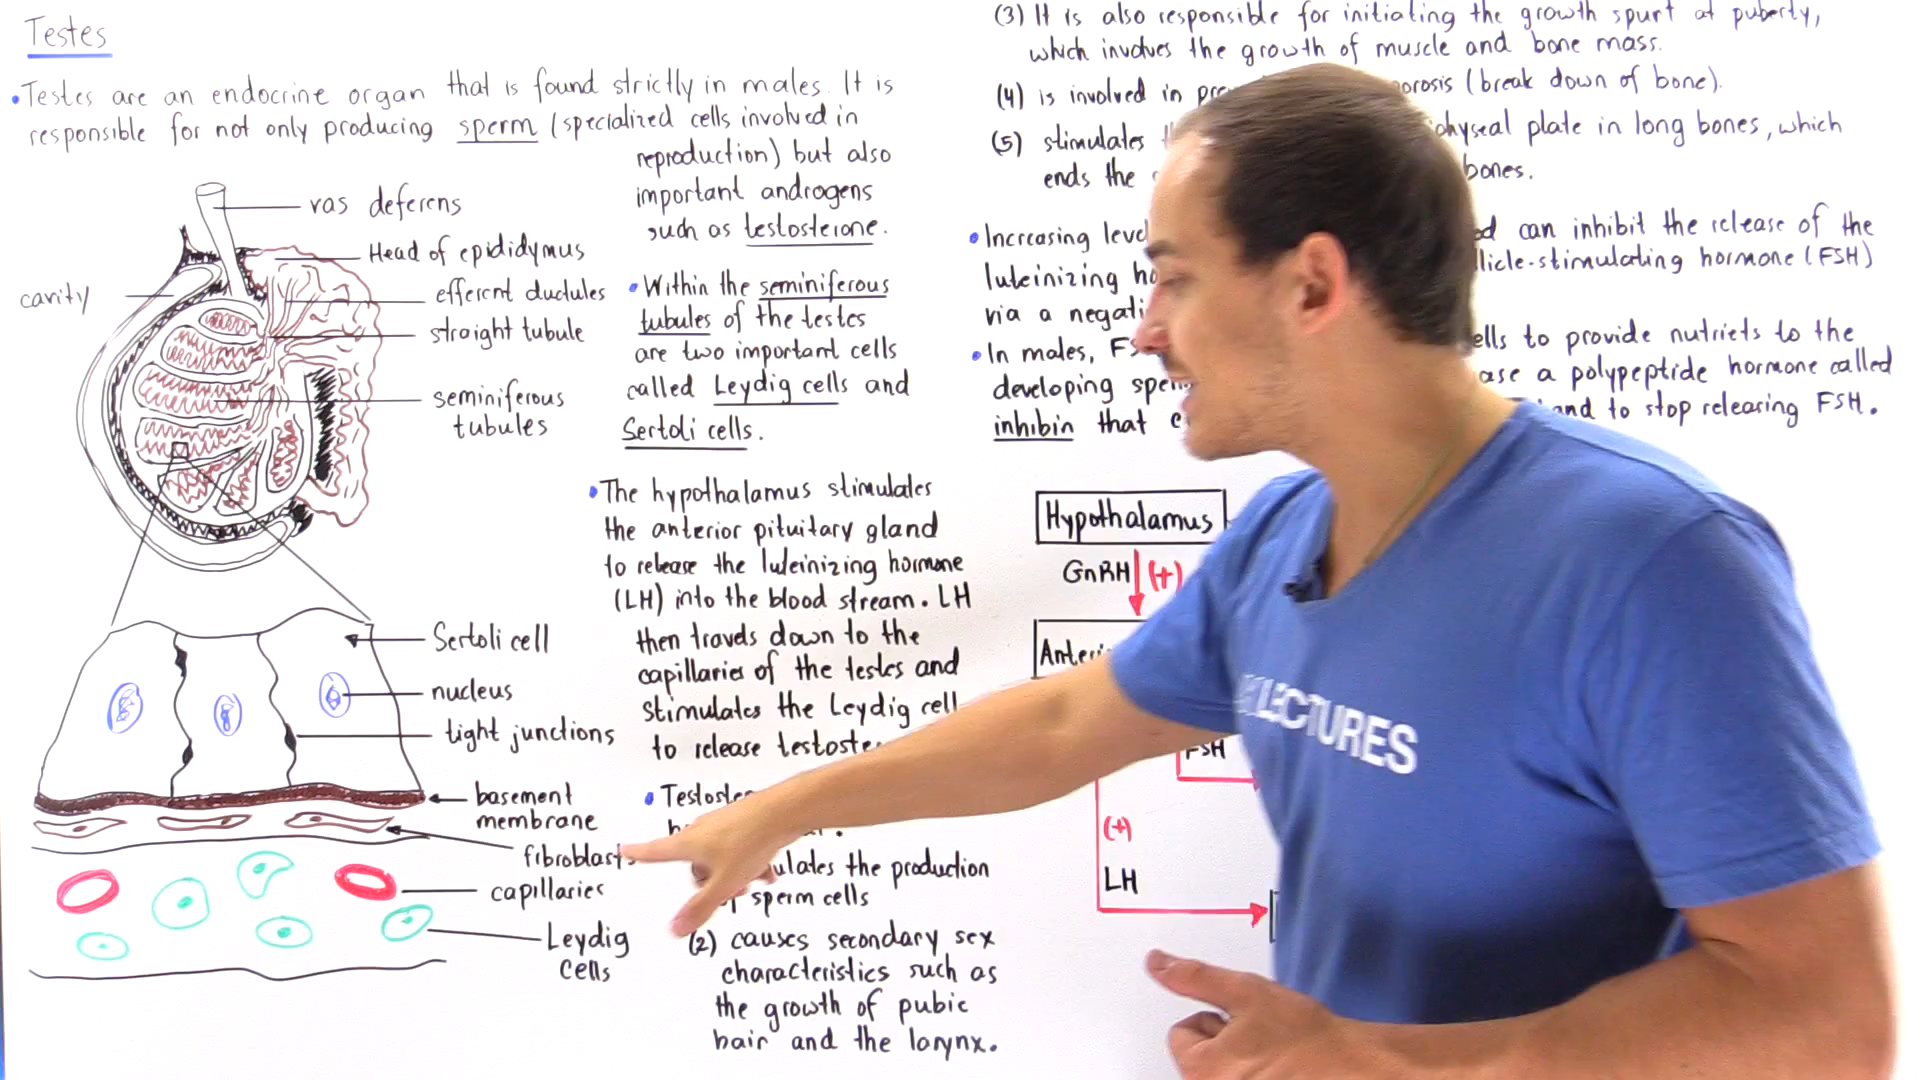 Testes
• Testes are an endocrine organ that is found strictly in males. It is
responsible for not only producing sperm (specialized cells involved in
reproduction) but also
important androgens
such as testosterone.
vas deferens
Head of epididymus
efferent ductules
straight tubule
seminiferous
tubules
cavity
• Within the seminiferous
tubules of the testes
are two important cells
called Leydig cells and
Sertoli cells.
• The hypothalamus stimulates
the anterior pituitary gland
to release the luteinizing hormone
(LH) into the blood stream. LH
then travels down to the
capillaries of the testes and
stimulates the Leydig cell
to release
Sertoli cell
nucleus
tight junctions
basement
membrane
fibroblasts
capillaries
Leydig
cells
•
the production
sperm cells
(2) causes secondary sex
characteristics such as
the growth of pubic
hair and the larynx.
(3) It is also responsible for initiating the growth spurt at puberty,
which involves the growth of muscle and bone mass.
(4) is involved in (break down of bone).
(5) stimulates plate in long bones, which
ends the bones.
• Increasing can inhibit the release of the
luteinizing hormone (FSH)
via a
• In males, to provide nutriets to the
developing a polypeptide hormone called
inhibin that to stop releasing FSH.
Hypothalamus
GnRH (+)
FSH
(+)
LH
LECTURES